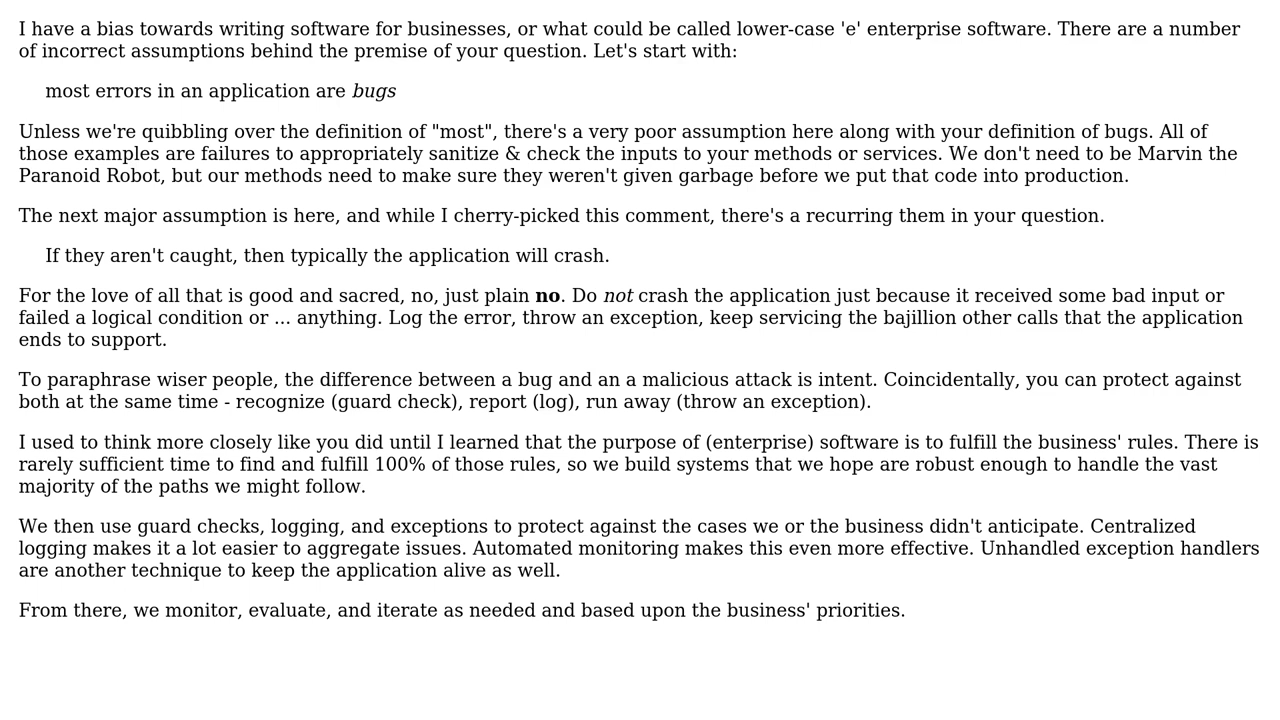 I have a bias towards writing software for businesses, or what could be called lower-case 'e' enterprise software. There are a number
of incorrect assumptions behind the premise of your question. Let's start with:
most errors in an application are bugs
Unless we're quibbling over the definition of "most", there's a very poor assumption here along with your definition of bugs. All of
those examples are failures to appropriately sanitize & check the inputs to your methods or services. We don't need to be Marvin the
Paranoid Robot, but our methods need to make sure they weren't given garbage before we put that code into production.
The next major assumption is here, and while I cherry-picked this comment, there's a recurring them in your question.
If they aren't caught, then typically the application will crash.
For the love of all that is good and sacred, no, just plain no. Do not crash the application just because it received some bad input or
failed a logical condition or ... anything. Log the error, throw an exception, keep servicing the bajillion other calls that the application
ends to support.
To paraphrase wiser people, the difference between a bug and an a malicious attack is intent. Coincidentally, you can protect against
both at the same time - recognize (guard check), report (log), run away (throw an exception).
I used to think more closely like you did until I learned that the purpose of (enterprise) software is to fulfill the business' rules. There is
rarely sufficient time to find and fulfill 100% of those rules, so we build systems that we hope are robust enough to handle the vast
majority of the paths we might follow.
We then use guard checks, logging, and exceptions to protect against the cases we or the business didn't anticipate. Centralized
logging makes it a lot easier to aggregate issues. Automated monitoring makes this even more effective. Unhandled exception handlers
are another technique to keep the application alive as well.
From there, we monitor, evaluate, and iterate as needed and based upon the business' priorities.